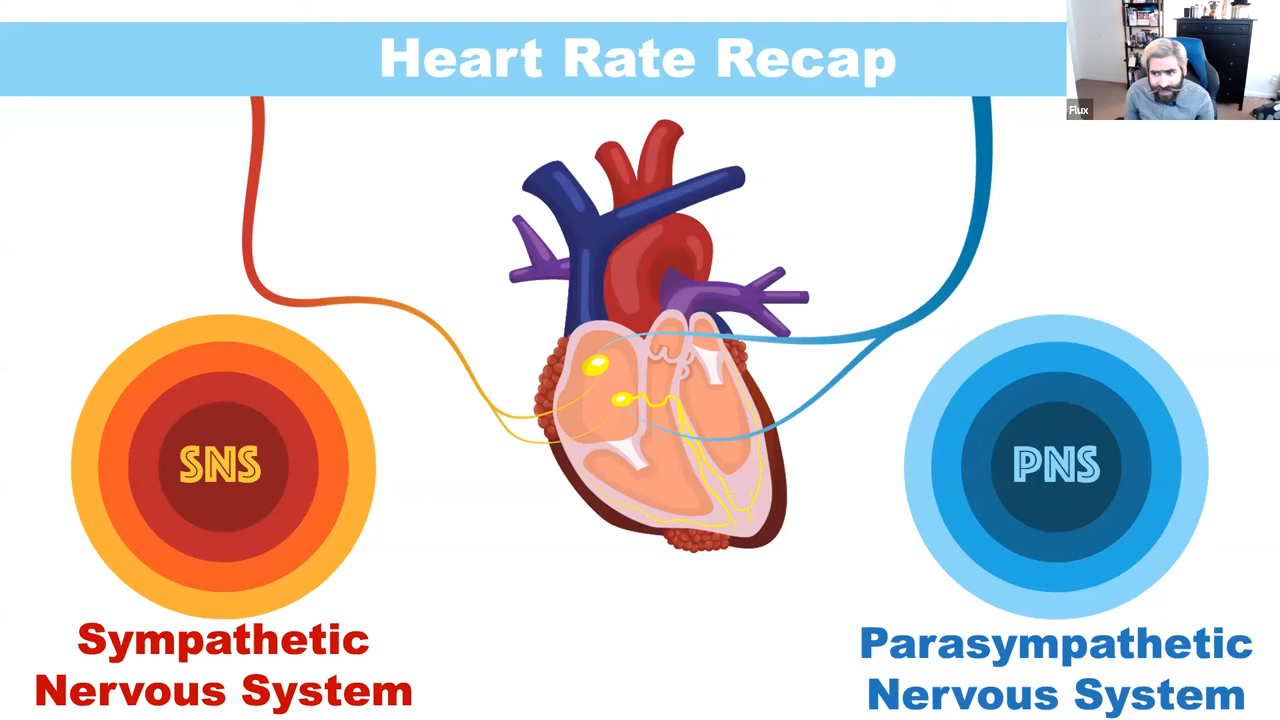 Heart Rate Recap
Flux
SNS
PNS
Sympathetic
Nervous System
Parasympathetic
Nervous System